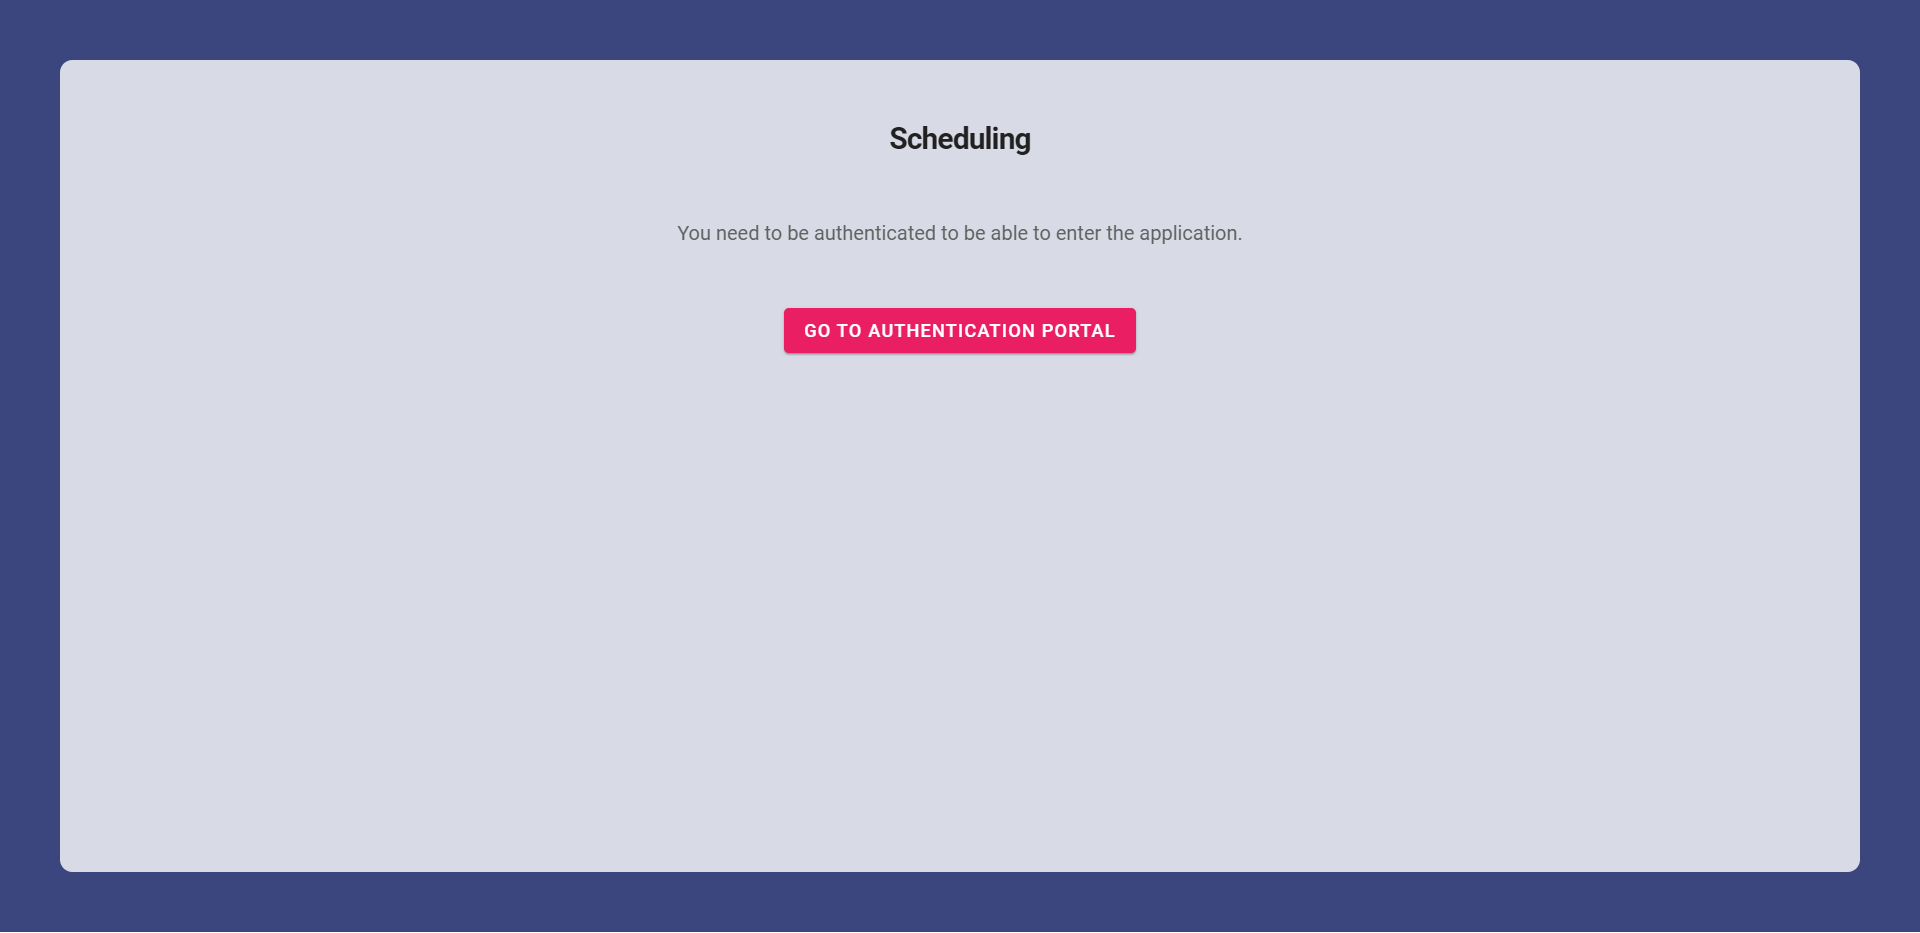 Scheduling
You need to be authenticated to be able to enter the application.
GO TO AUTHENTICATION PORTAL